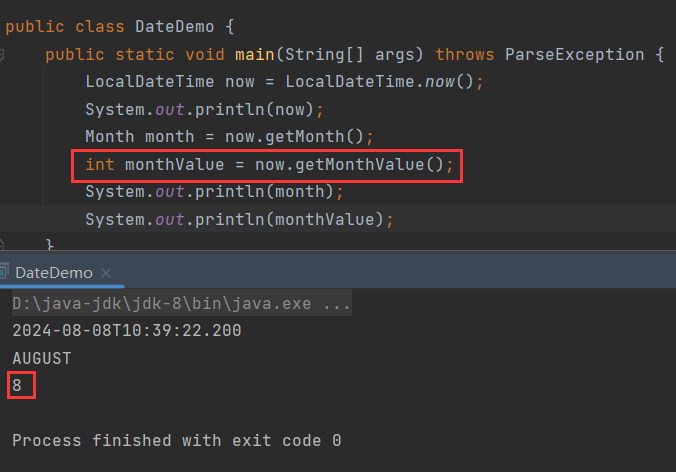 public class DateDemo {
public static void main(String[] args) throws ParseException {
LocalDateTime now = LocalDateTime.now();
System.out.println(now);
Month month = now.getMonth();
int monthValue = now.getMonthValue();
System.out.println(month);
System.out.println(monthValue);
}
DateDemo ×
D:\java-jdk\jdk-8\bin\java.exe ...
2024-08-08T10:39:22.200
AUGUST
8
Process finished with exit code 0